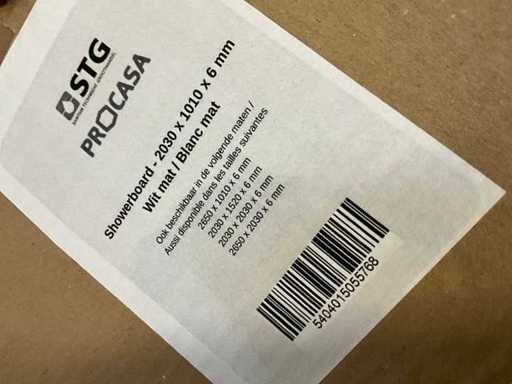 STG
PROCASA
Showerboard - 2030 x 1010 x 6 mm
Wit mat / Blanc mat
Ook beschikbaar in de volgende maten /
Aussi disponible dans les tailles suivantes
2650 x 1010 x 6 mm
2030 x 1520 x 6 mm
2030 x 2030 x 6 mm
2650 x 2030 x 6 mm
5404015055768